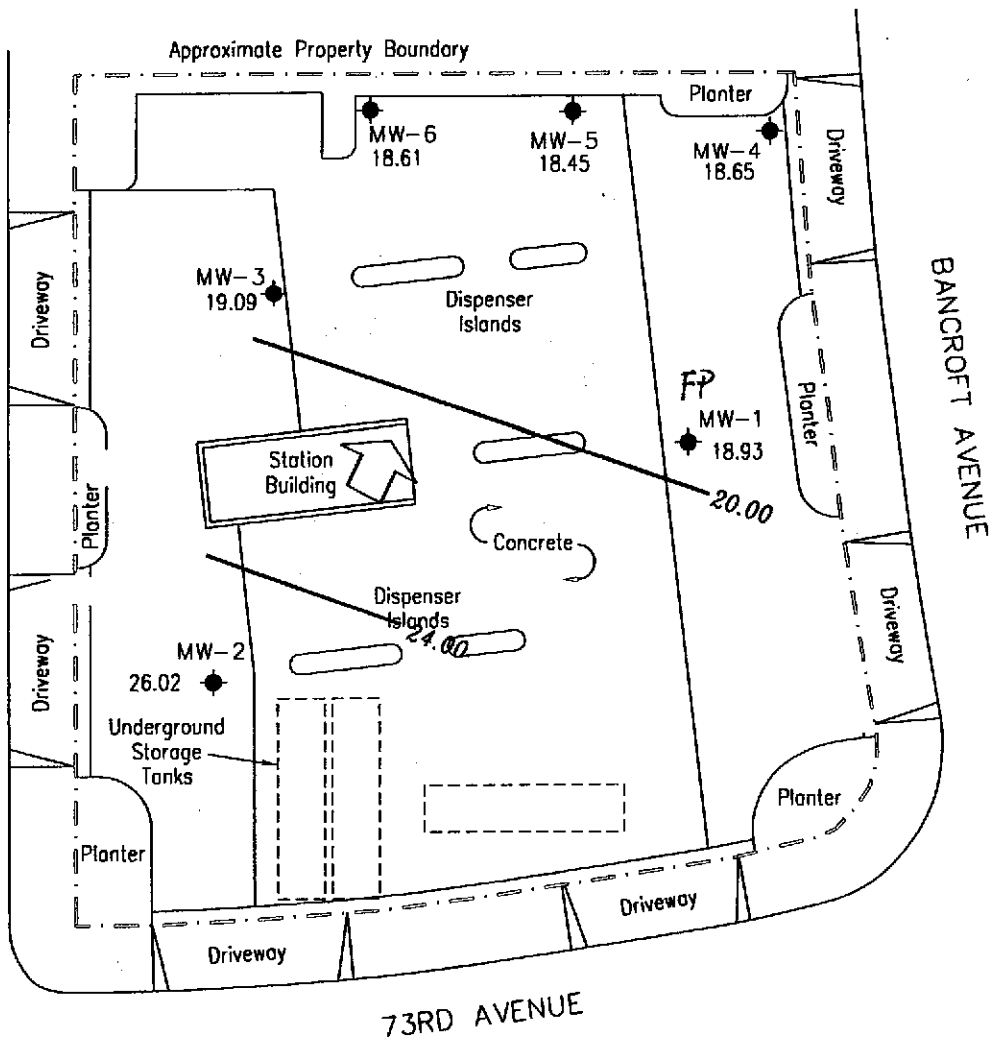 Approximate Property Boundary
Planter
MW-6
18.61
MW-5
18.45
MW-4
18.65
Driveway
MW-3
19.09
Driveway
Dispenser
Islands
BANCROFT AVENUE
FP
MW-1
18.93
Planter
Station
Building
20.00
Planter
Concrete
Dispenser
Islands
24.00
Driveway
MW-2
26.02
Driveway
Underground
Storage
Tanks
Planter
Planter
Driveway
Driveway
73RD AVENUE